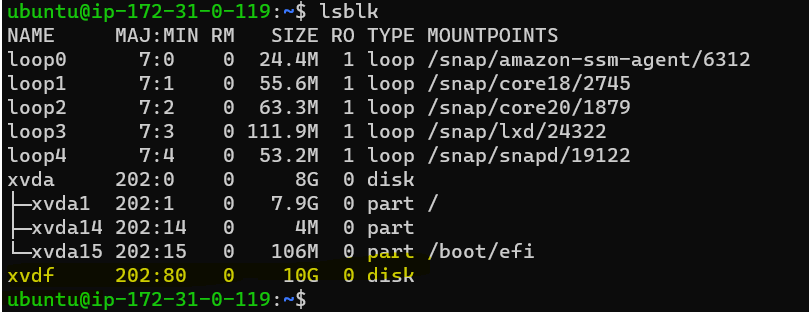 ubuntu@ip-172-31-0-119:~$ lsblk
NAME     MAJ:MIN RM   SIZE RO TYPE MOUNTPOINTS
loop0      7:0    0  24.4M  1 loop /snap/amazon-ssm-agent/6312
loop1      7:1    0  55.6M  1 loop /snap/core18/2745
loop2      7:2    0  63.3M  1 loop /snap/core20/1879
loop3      7:3    0 111.9M  1 loop /snap/lxd/24322
loop4      7:4    0  53.2M  1 loop /snap/snapd/19122
xvda     202:0    0     8G  0 disk
├─xvda1  202:1    0   7.9G  0 part /
├─xvda14 202:14   0     4M  0 part
└─xvda15 202:15   0   106M  0 part /boot/efi
xvdf     202:80   0    10G  0 disk
ubuntu@ip-172-31-0-119:~$